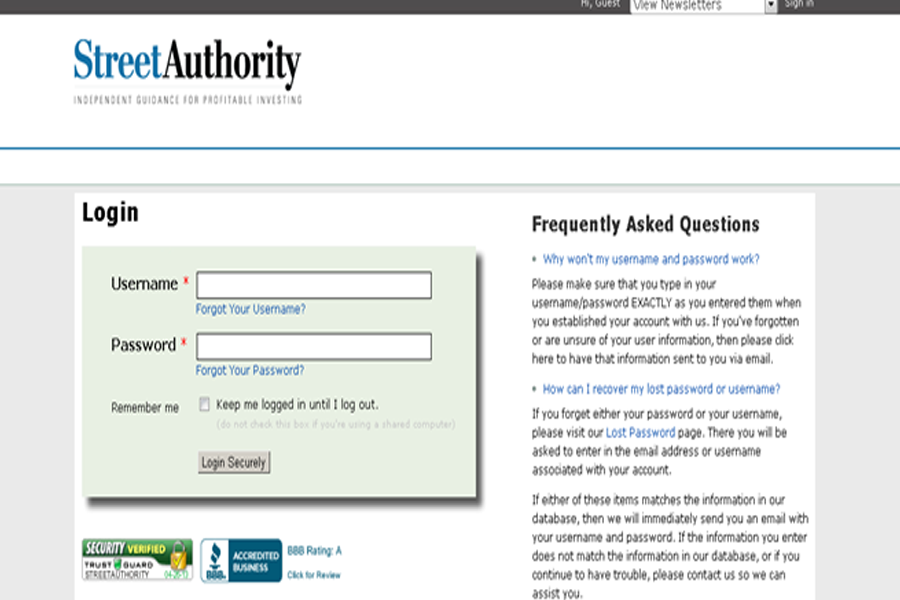 Hi, Guest View Newsletters Sign in
StreetAuthority
INDEPENDENT GUIDANCE FOR PROFITABLE INVESTING
Login
Username *
Forgot Your Username?
Password *
Forgot Your Password?
Remember me Keep me logged in until I log out.
(do not check this box if you're using a shared computer)
Login Securely
SECURITY VERIFIED
TRUST GUARD
STREETAUTHORITY
BBB.
ACCREDITED
BUSINESS
BBB Rating: A
Click for Review
Frequently Asked Questions
• Why won't my username and password work?
Please make sure that you type in your
username/password EXACTLY as you entered them when
you established your account with us. If you've forgotten
or are unsure of your user information, then please click
here to have that information sent to you via email.
• How can I recover my lost password or username?
If you forget either your password or your username,
please visit our Lost Password page. There you will be
asked to enter in the email address or username
associated with your account.
If either of these items matches the information in our
database, then we will immediately send you an email with
your username and password. If the information you enter
does not match the information in our database, or if you
continue to have trouble, please contact us so we can
assist you.